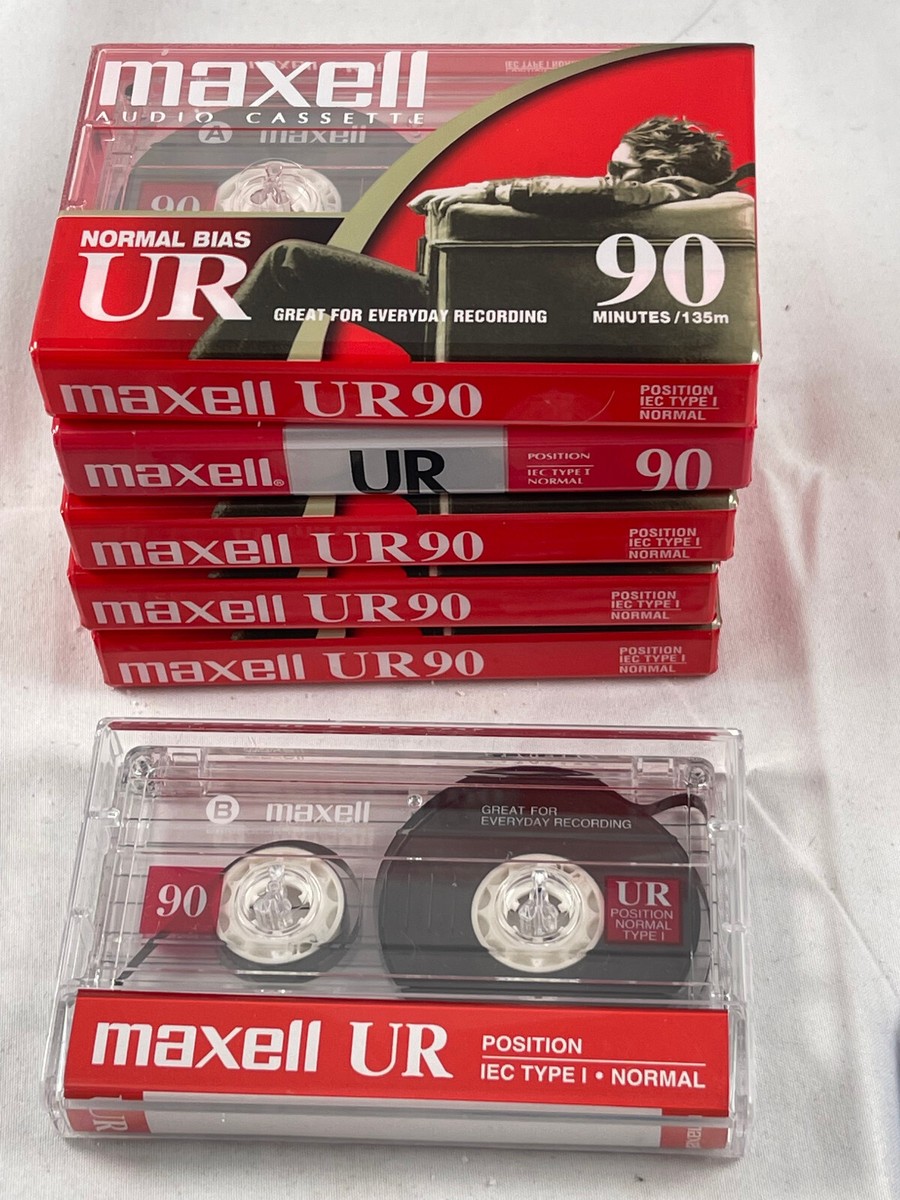 maxell
AUDIO CASSETTE
IEC TYPE I
A maxell
90
NORMAL BIAS
UR
GREAT FOR EVERYDAY RECORDING
90
MINUTES/135m
maxell UR90
POSITION
IEC TYPE I
NORMAL
maxell® UR
POSITION
IEC TYPE I
NORMAL
90
maxell UR90
POSITION
IEC TYPE I
NORMAL
maxell UR90
POSITION
IEC TYPE I
NORMAL
maxell UR90
POSITION
IEC TYPE I
NORMAL
B maxell
GREAT FOR
EVERYDAY RECORDING
90
UR
POSITION
NORMAL
TYPE I
maxell UR
POSITION
IEC TYPE I • NORMAL
UR
maxell